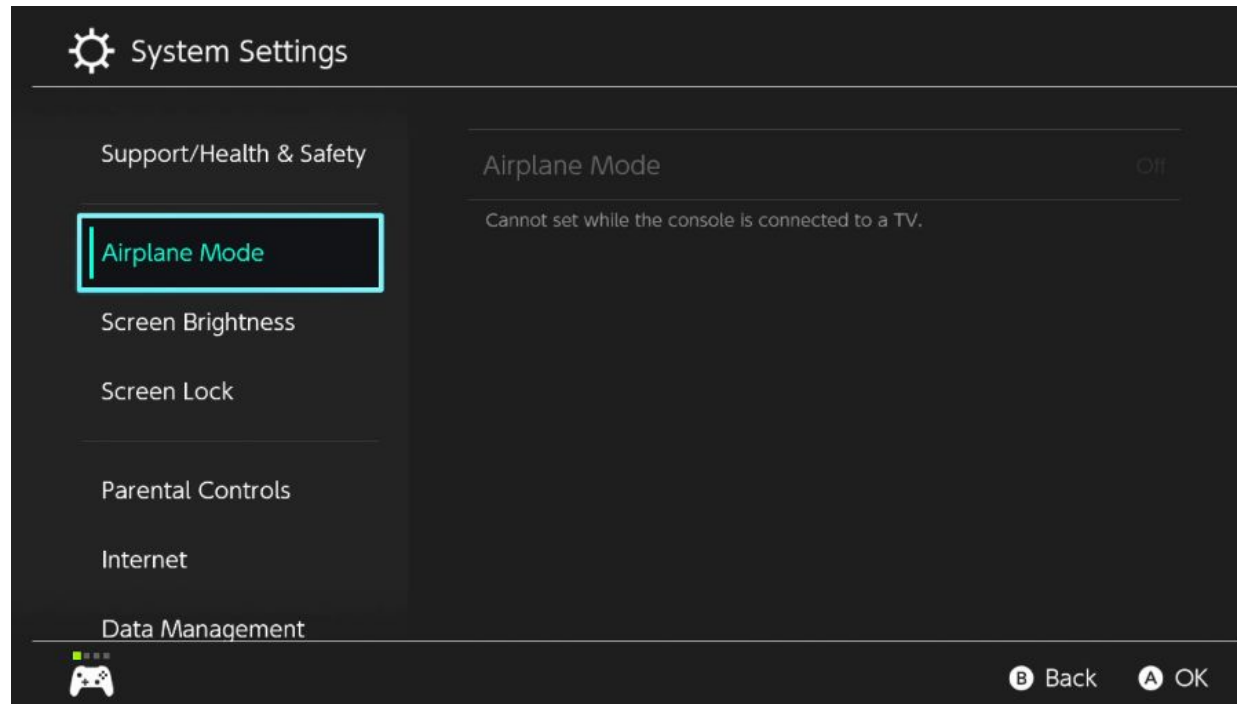 System Settings
Support/Health & Safety
Airplane Mode
Screen Brightness
Screen Lock
Parental Controls
Internet
Data Management
Airplane Mode Off
Cannot set while the console is connected to a TV.
B Back A OK